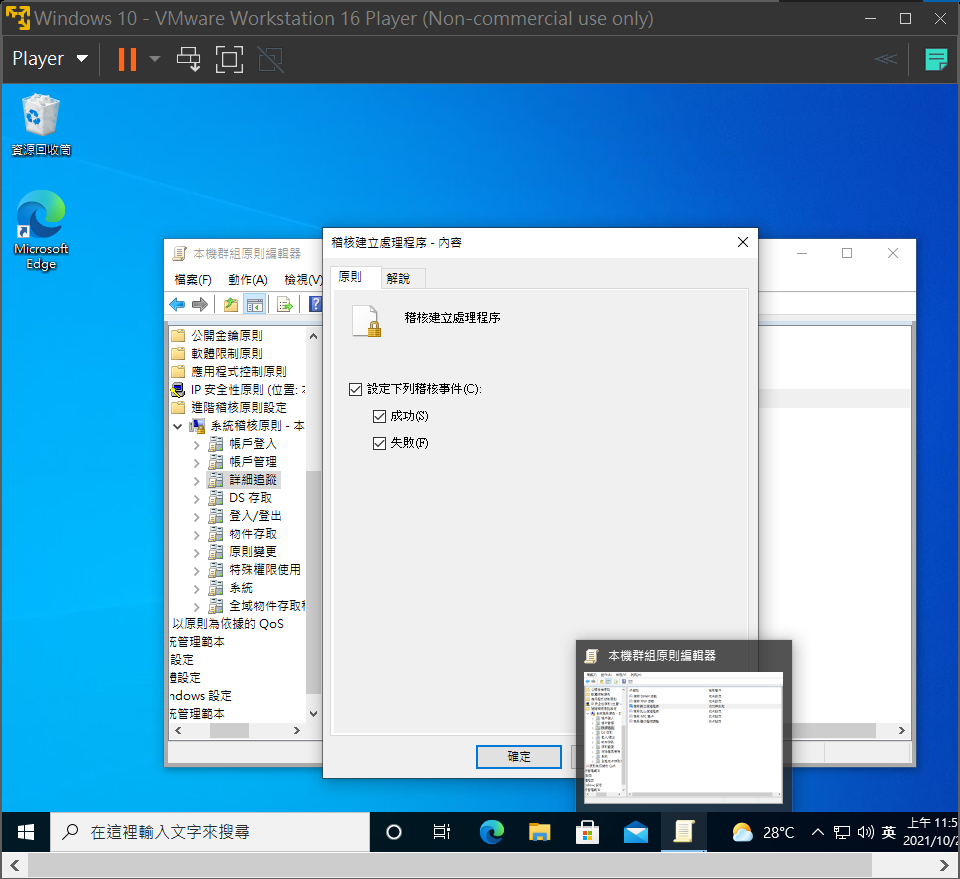 Windows 10 - VMware Workstation 16 Player (Non-commercial use only)
Player
資源回收筒
Microsoft
Edge
本機群組原則編輯器
檔案(F) 動作(A) 檢視(V)
公開金鑰原則
軟體限制原則
應用程式控制原則
IP 安全性原則 (位置:
進階稽核原則設定
系統稽核原則 - 本
帳戶登入
帳戶管理
詳細追蹤
DS 存取
登入/登出
物件存取
原則變更
特殊權限使用
系統
全域物件存取
以原則為依據的 QoS
統管理範本
設定
體設定
ndows 設定
統管理範本
稽核建立處理程序 - 內容
原則 解說
稽核建立處理程序
設定下列稽核事件(C):
成功(S)
失敗(F)
確定
本機群組原則編輯器
在這裡輸入文字來搜尋
28°C
英
上午 11:5
2021/10/2